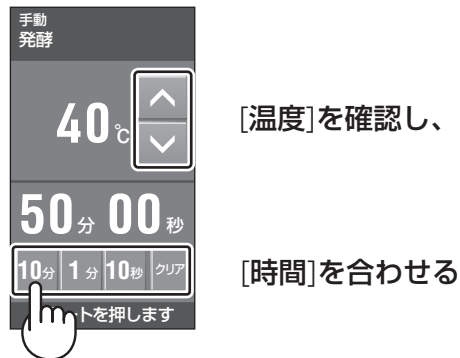 手動
発酵
40℃
[温度]を確認し、
50分 00秒
10分 1分 10秒 クリア
[時間]を合わせる
ートを押します